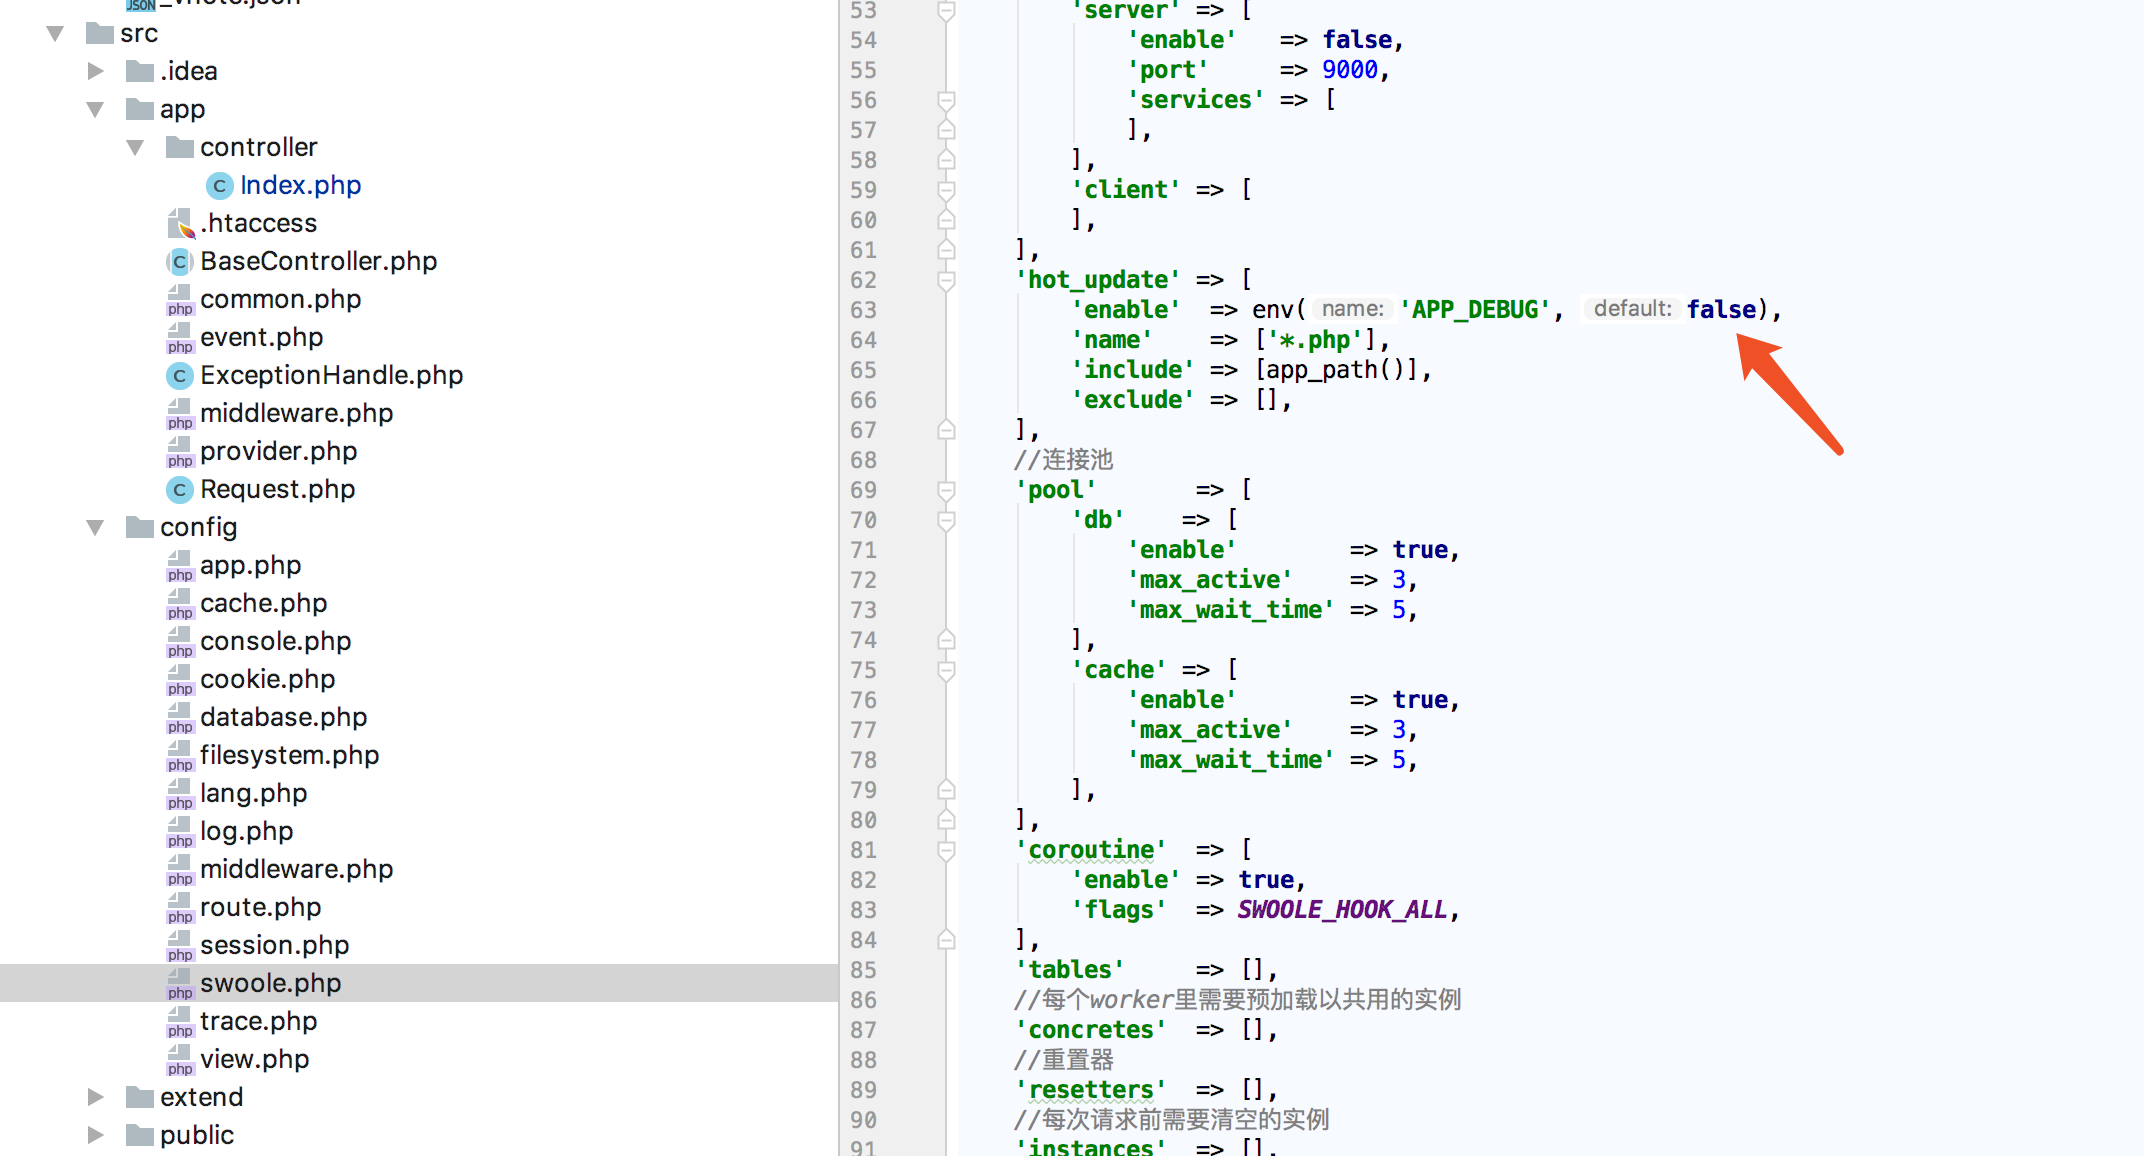 _vnote.json
src
.idea
app
controller
Index.php
.htaccess
BaseController.php
common.php
event.php
ExceptionHandle.php
middleware.php
provider.php
Request.php
config
app.php
cache.php
console.php
cookie.php
database.php
filesystem.php
lang.php
log.php
middleware.php
route.php
session.php
swoole.php
trace.php
view.php
extend
public
53 'server' => [
54 'enable' => false,
55 'port' => 9000,
56 'services' => [
57 ],
58 ],
59 'client' => [
60 ],
61 ],
62 'hot_update' => [
63 'enable' => env( name: 'APP_DEBUG', default: false),
64 'name' => ['*.php'],
65 'include' => [app_path()],
66 'exclude' => [],
67 ],
68 //连接池
69 'pool' => [
70 'db' => [
71 'enable' => true,
72 'max_active' => 3,
73 'max_wait_time' => 5,
74 ],
75 'cache' => [
76 'enable' => true,
77 'max_active' => 3,
78 'max_wait_time' => 5,
79 ],
80 ],
81 'coroutine' => [
82 'enable' => true,
83 'flags' => SWOOLE_HOOK_ALL,
84 ],
85 'tables' => [],
86 //每个worker里需要预加载以共用的实例
87 'concretes' => [],
88 //重置器
89 'resetters' => [],
90 //每次请求前需要清空的实例
91 'instances' => [],